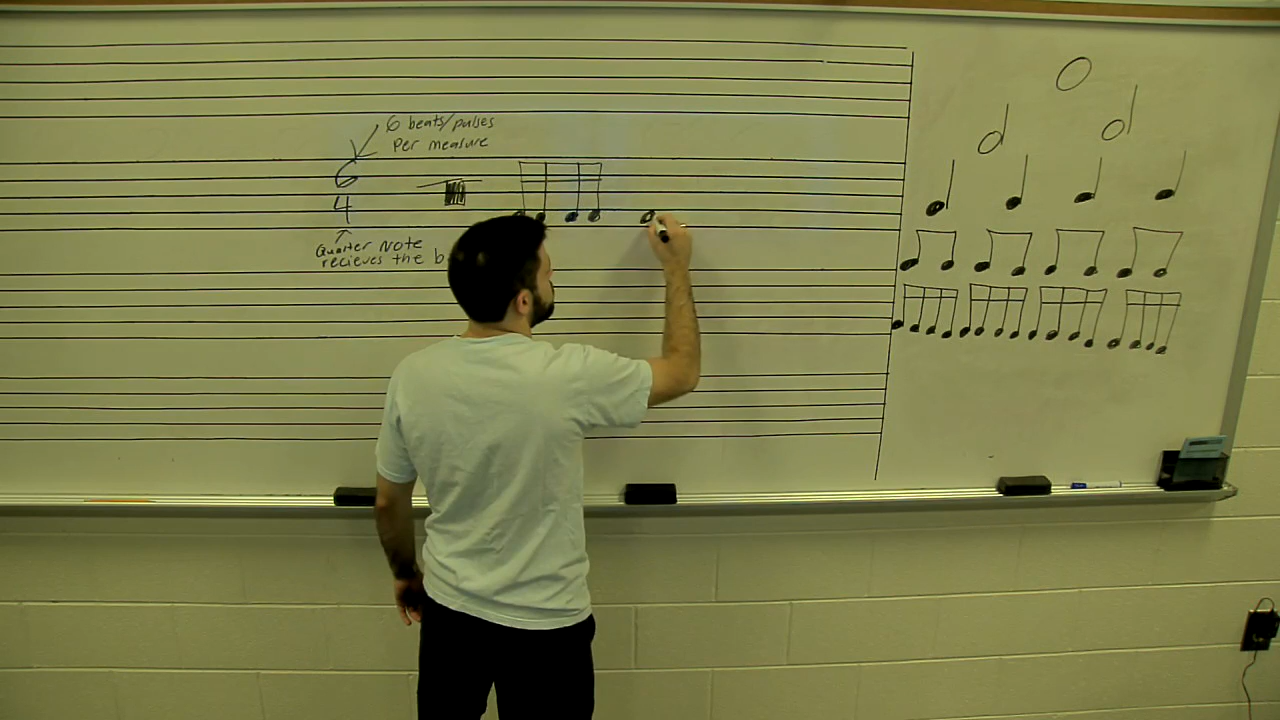 6 beats/pulses
Per measure
6
4
Quarter Note
recieves the b